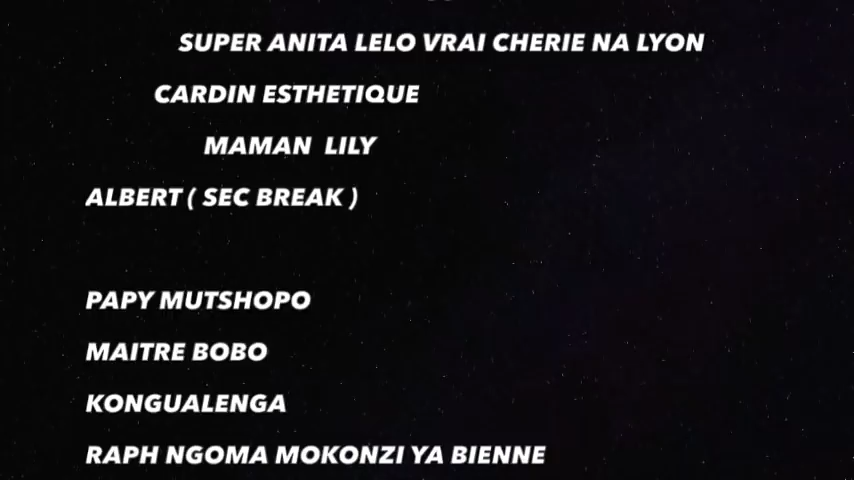 SUPER ANITA LELO VRAI CHERIE NA LYON
CARDIN ESTHETIQUE
MAMAN LILY
ALBERT ( SEC BREAK )
PAPY MUTSHOPO
MAITRE BOBO
KONGUALENGA
RAPH NGOMA MOKONZI YA BIENNE